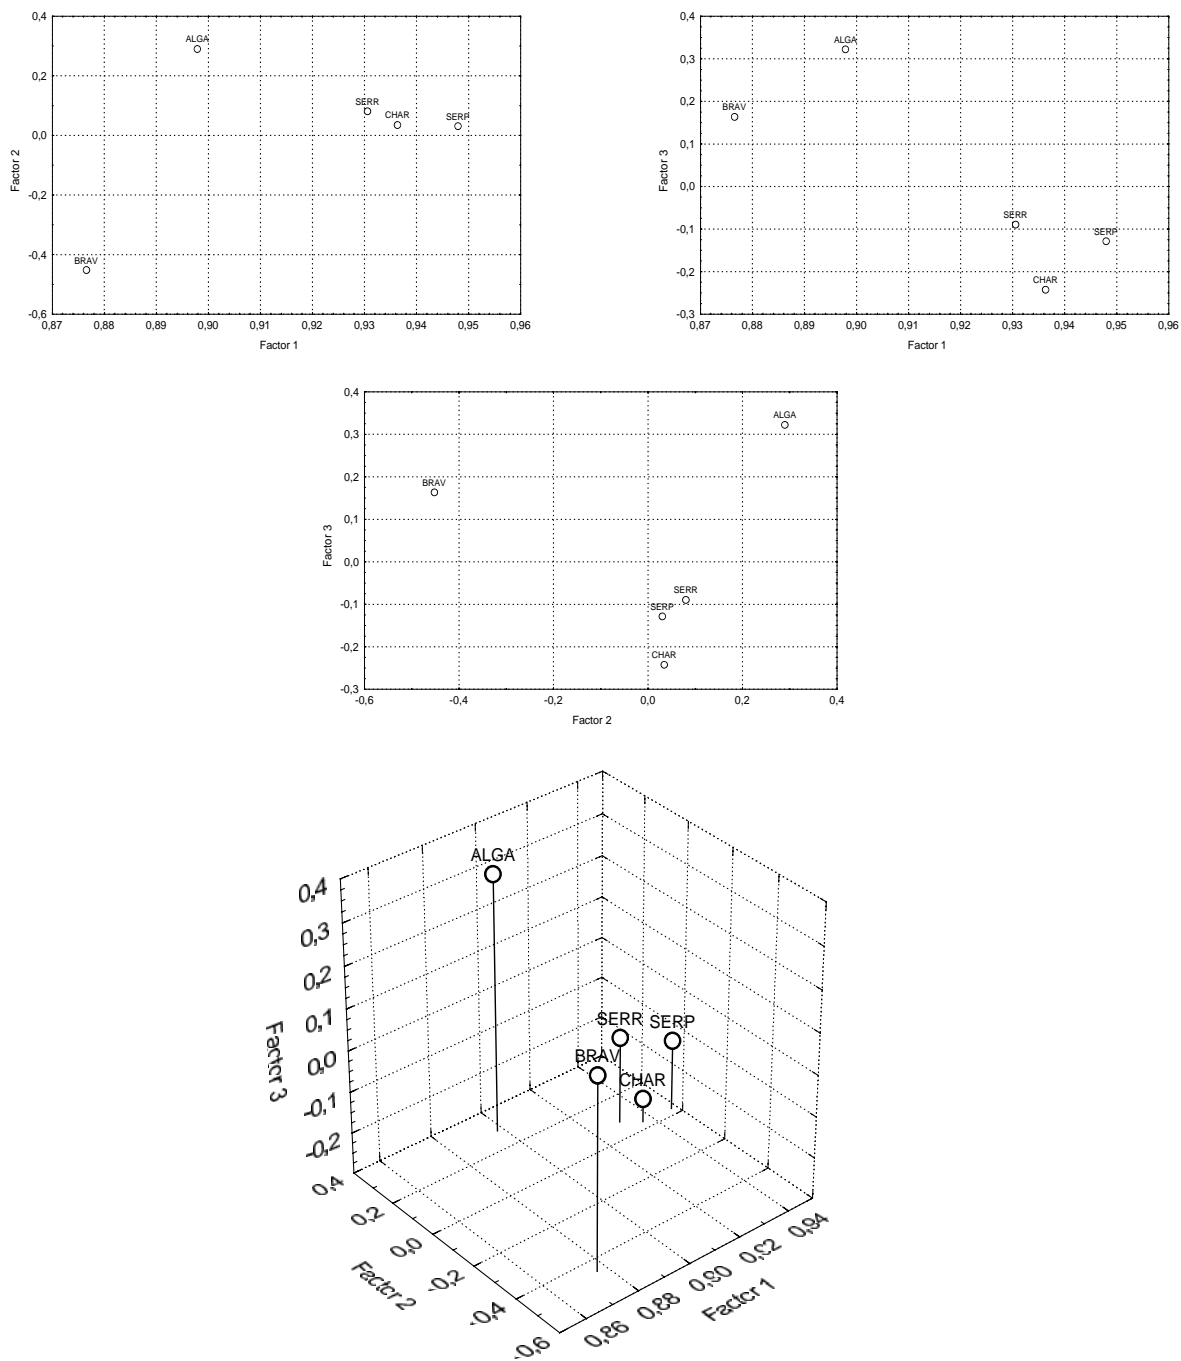 0,4
ALGA
0,2
SERR
CHAR
SERP
0,0
Factor 2
-0,2
BRAV
-0,4
-0,6
0,87 0,88 0,89 0,90 0,91 0,92 0,93 0,94 0,95 0,96
Factor 1
0,4
ALGA
0,3
BRAV
0,2
0,1
Factor 3
0,0
SERR
-0,1
SERP
-0,2
CHAR
-0,3
0,87 0,88 0,89 0,90 0,91 0,92 0,93 0,94 0,95 0,96
Factor 1
0,4
ALGA
0,3
0,2
BRAV
0,1
Factor 3
0,0
SERR
-0,1
SERP
-0,2
CHAR
-0,3
-0,6 -0,4 -0,2 0,0 0,2 0,4
Factor 2
ALGA
0,4
0,3
0,2
0,1
0,0
-0,1
-0,2
Factor 3
SERR SERP
BRAV
CHAR
0,4
0,2
0,0
-0,2
-0,4
-0,6
Factor 2
0,86
0,88
0,90
0,92
0,94
Factor 1